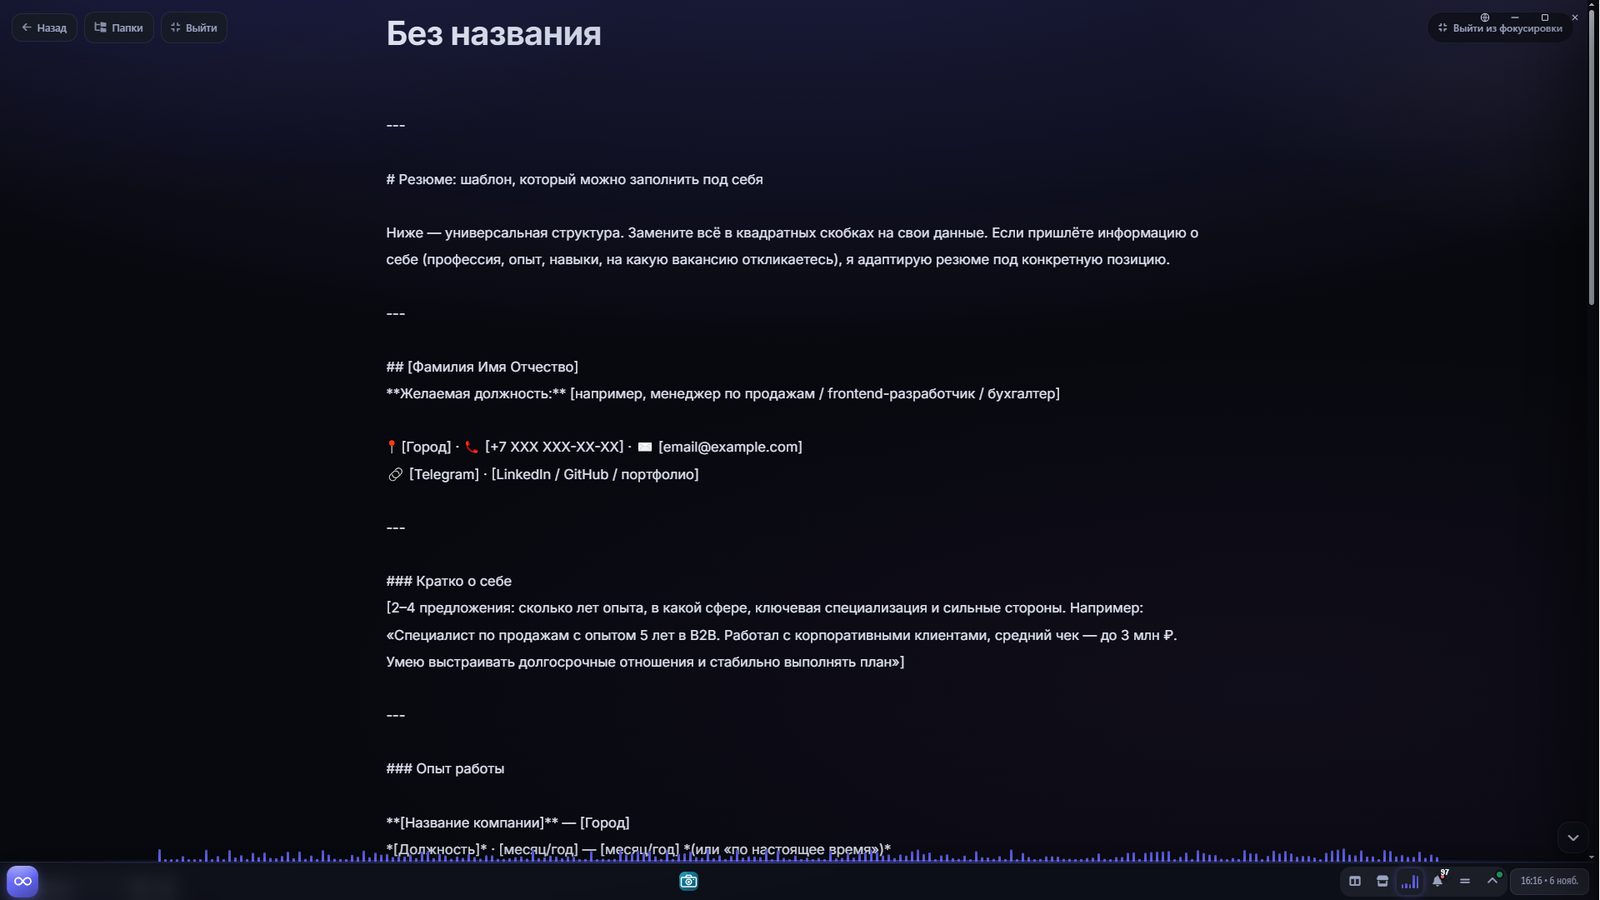 Назад
Папки
Выйти
Без названия
Выйти из фокусировки
---
# Резюме: шаблон, который можно заполнить под себя
Ниже — универсальная структура. Замените всё в квадратных скобках на свои данные. Если пришлёте информацию о
себе (профессия, опыт, навыки, на какую вакансию откликаетесь), я адаптирую резюме под конкретную позицию.
---
## [Фамилия Имя Отчество]
**Желаемая должность:** [например, менеджер по продажам / frontend-разработчик / бухгалтер]
📍 [Город] · 📞 [+7 XXX XXX-XX-XX] · ✉️ [email@example.com]
🔗 [Telegram] · [LinkedIn / GitHub / портфолио]
---
### Кратко о себе
[2–4 предложения: сколько лет опыта, в какой сфере, ключевая специализация и сильные стороны. Например:
«Специалист по продажам с опытом 5 лет в B2B. Работал с корпоративными клиентами, средний чек — до 3 млн ₽.
Умею выстраивать долгосрочные отношения и стабильно выполнять план»]
---
### Опыт работы
**[Название компании]** — [Город]
*[Должность]* · [месяц/год] — [месяц/год] *(или «по настоящее время»)*
97
16:16 • 6 нояб.